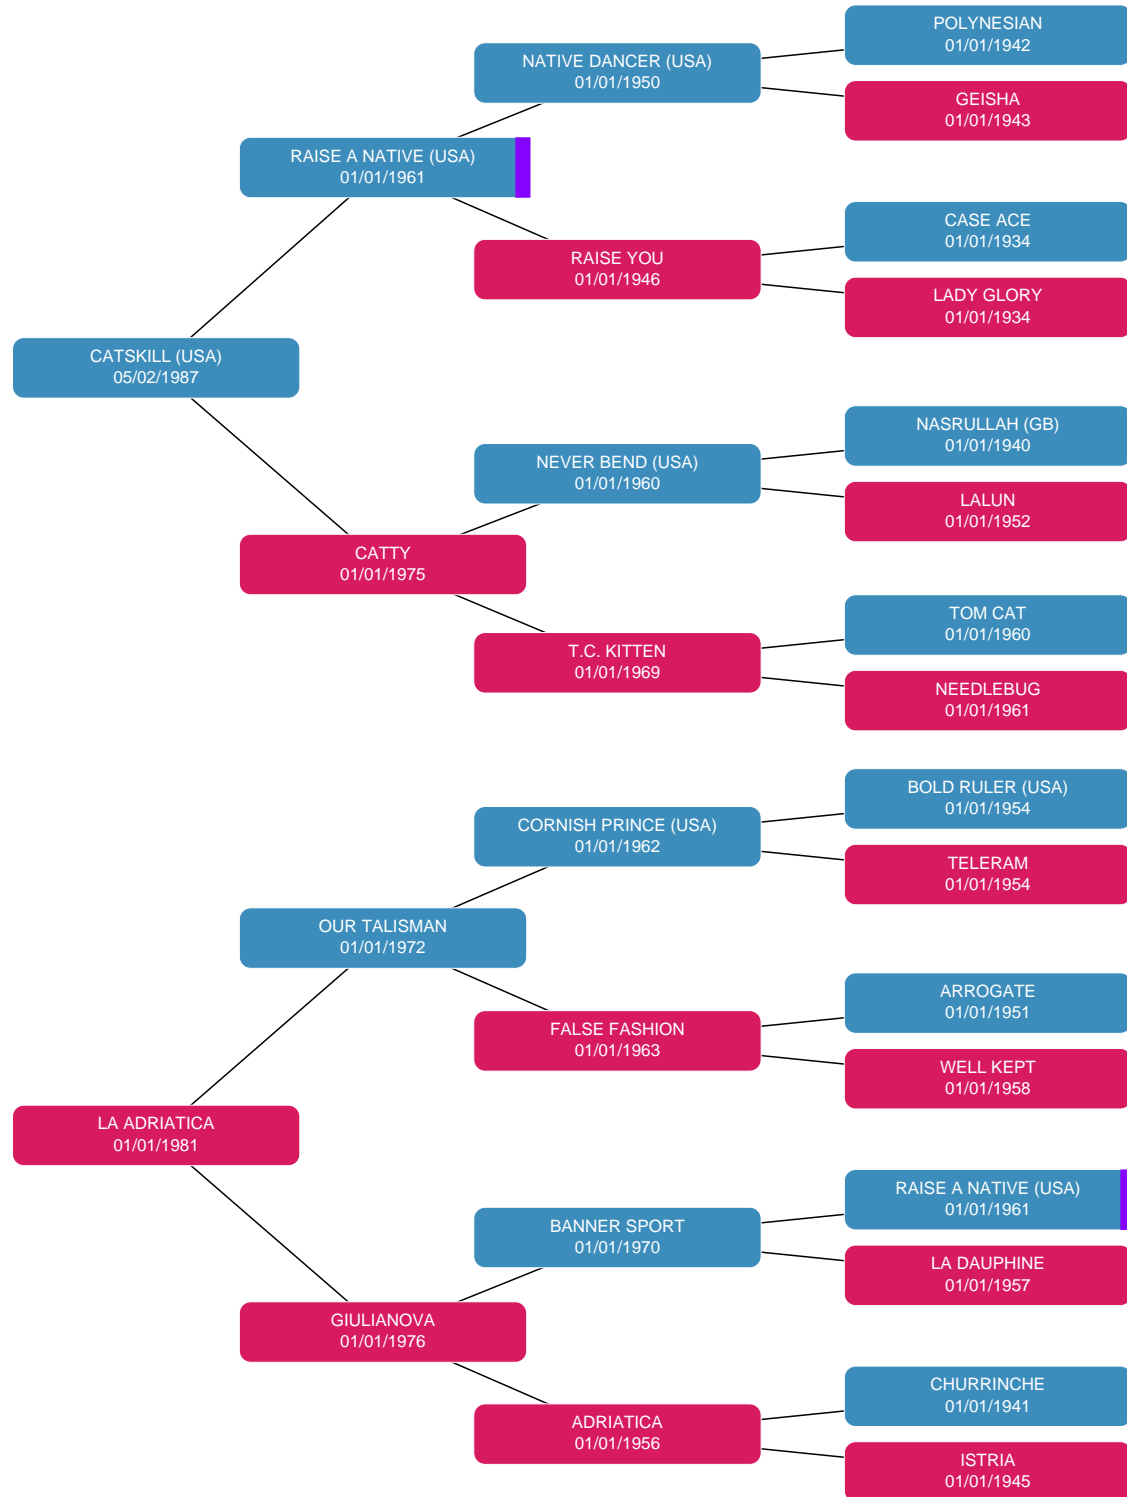 POLYNESIAN
01/01/1942
NATIVE DANCER (USA)
01/01/1950
GEISHA
01/01/1943
RAISE A NATIVE (USA)
01/01/1961
CASE ACE
01/01/1934
RAISE YOU
01/01/1946
LADY GLORY
01/01/1934
CATSKILL (USA)
05/02/1987
NASRULLAH (GB)
01/01/1940
NEVER BEND (USA)
01/01/1960
LALUN
01/01/1952
CATTY
01/01/1975
TOM CAT
01/01/1960
T.C. KITTEN
01/01/1969
NEEDLEBUG
01/01/1961
BOLD RULER (USA)
01/01/1954
CORNISH PRINCE (USA)
01/01/1962
TELERAM
01/01/1954
OUR TALISMAN
01/01/1972
ARROGATE
01/01/1951
FALSE FASHION
01/01/1963
WELL KEPT
01/01/1958
LA ADRIATICA
01/01/1981
RAISE A NATIVE (USA)
01/01/1961
BANNER SPORT
01/01/1970
LA DAUPHINE
01/01/1957
GIULIANOVA
01/01/1976
CHURRINCHE
01/01/1941
ADRIATICA
01/01/1956
ISTRIA
01/01/1945